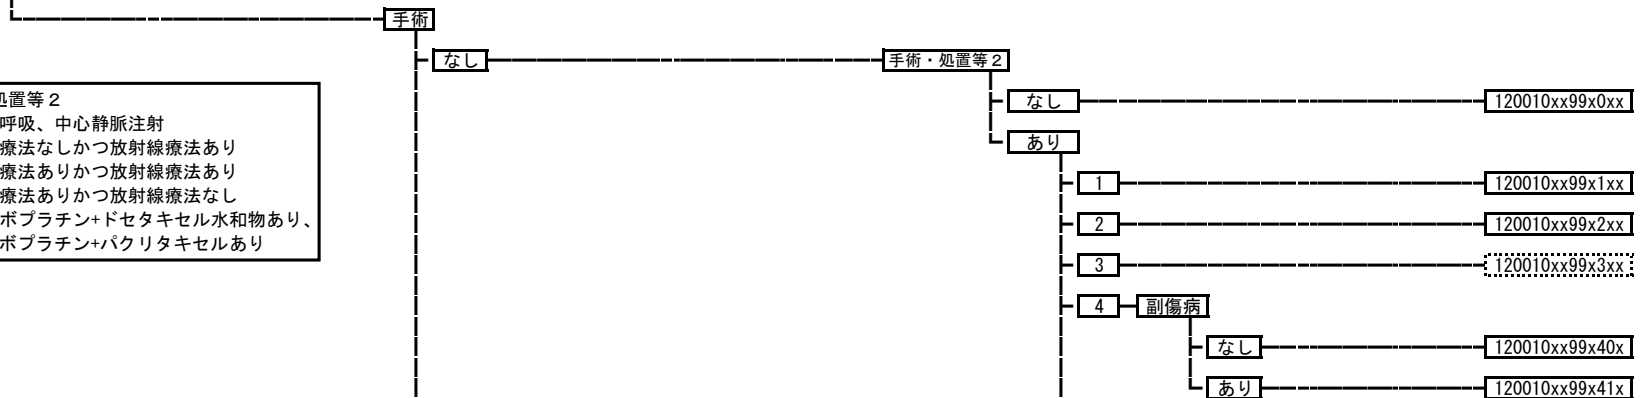 手術
なし
手術・処置等２
処置等２
呼吸、中心静脈注射
療法なしかつ放射線療法あり
療法ありかつ放射線療法あり
療法ありかつ放射線療法なし
ボプラチン+ドセタキセル水和物あり、
ボプラチン+パクリタキセルあり
なし
120010xx99x0xx
あり
1
120010xx99x1xx
2
120010xx99x2xx
3
120010xx99x3xx
4
副傷病
なし
120010xx99x40x
あり
120010xx99x41x